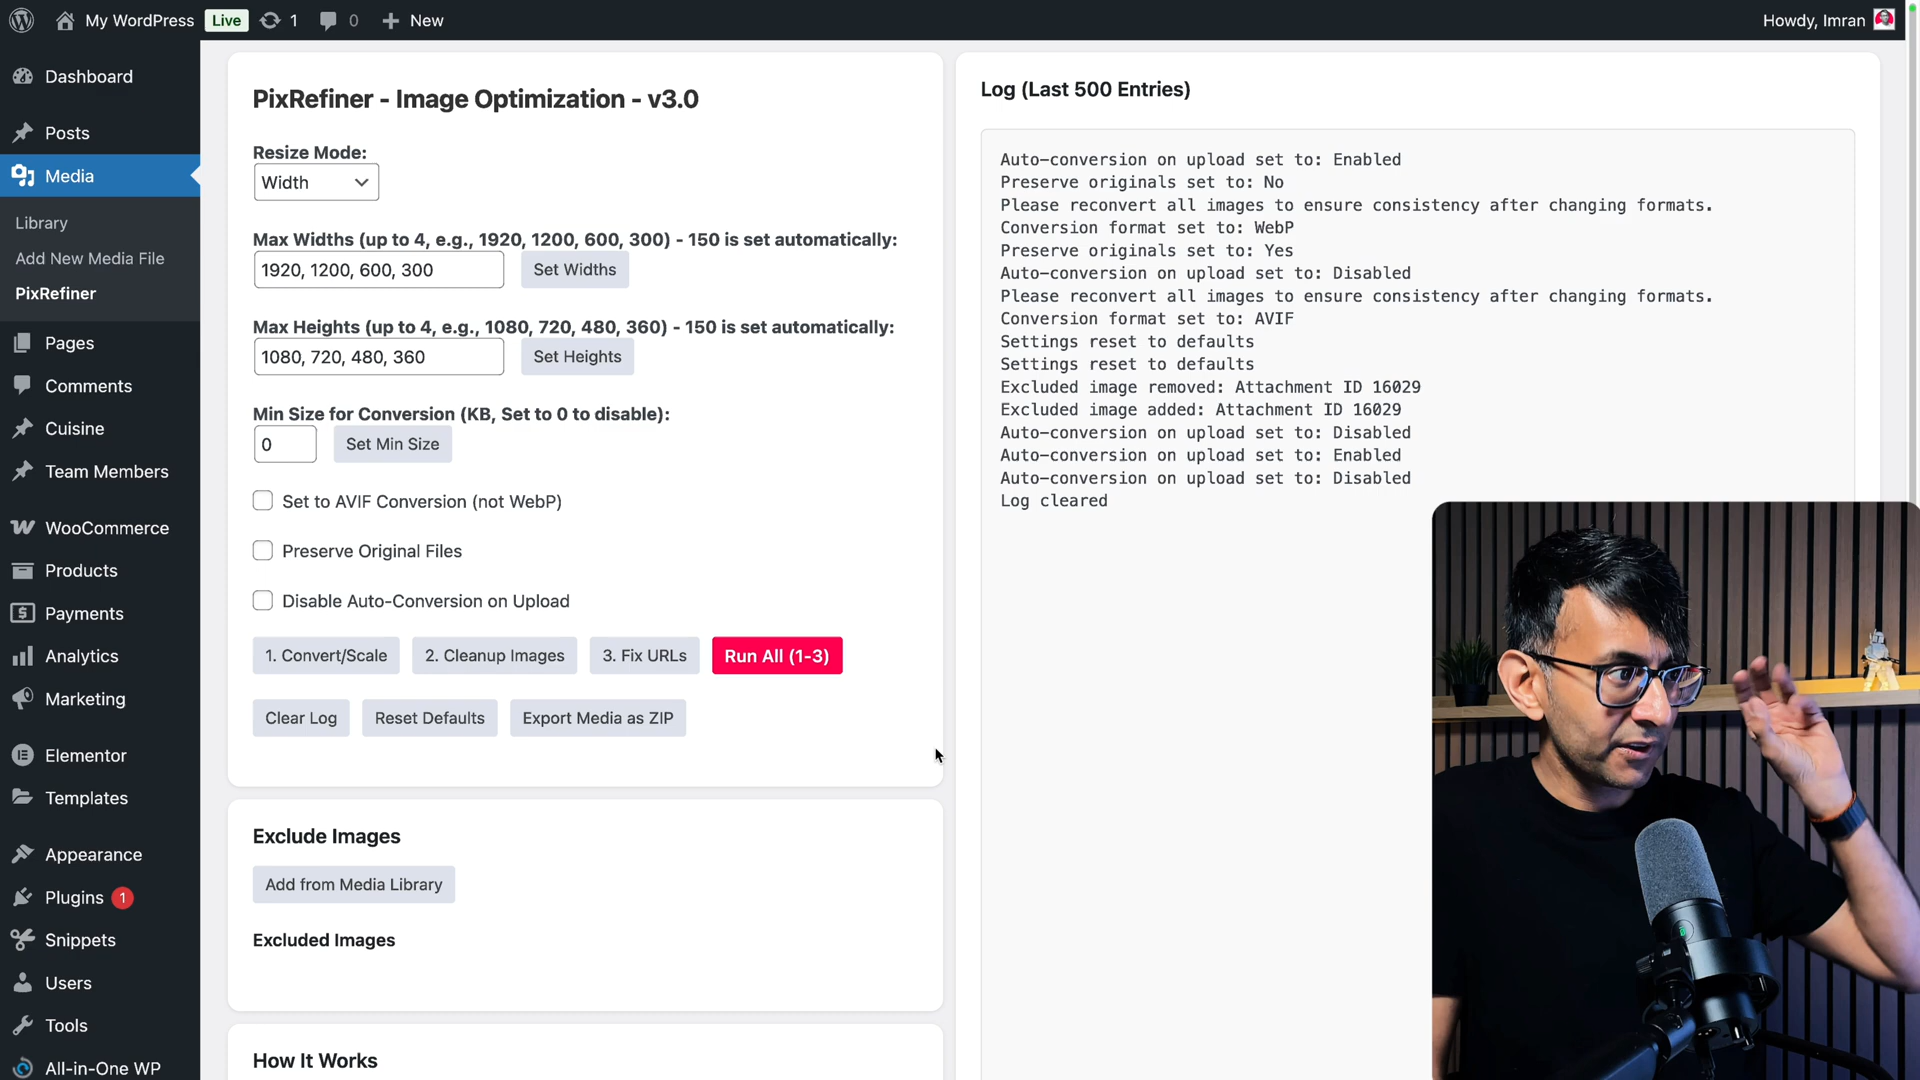 My WordPress Live 1 0 New Howdy, Imran
Dashboard
Posts
Media
Library
Add New Media File
PixRefiner
Pages
Comments
Cuisine
Team Members
WooCommerce
Products
Payments
Analytics
Marketing
Elementor
Templates
Appearance
Plugins 1
Snippets
Users
Tools
All-in-One WP
PixRefiner - Image Optimization - v3.0
Resize Mode:
Width
Max Widths (up to 4, e.g., 1920, 1200, 600, 300) - 150 is set automatically:
1920, 1200, 600, 300 Set Widths
Max Heights (up to 4, e.g., 1080, 720, 480, 360) - 150 is set automatically:
1080, 720, 480, 360 Set Heights
Min Size for Conversion (KB, Set to 0 to disable):
0 Set Min Size
Set to AVIF Conversion (not WebP)
Preserve Original Files
Disable Auto-Conversion on Upload
1. Convert/Scale 2. Cleanup Images 3. Fix URLs Run All (1-3)
Clear Log Reset Defaults Export Media as ZIP
Exclude Images
Add from Media Library
Excluded Images
How It Works
Log (Last 500 Entries)
Auto-conversion on upload set to: Enabled
Preserve originals set to: No
Please reconvert all images to ensure consistency after changing formats.
Conversion format set to: WebP
Preserve originals set to: Yes
Auto-conversion on upload set to: Disabled
Please reconvert all images to ensure consistency after changing formats.
Conversion format set to: AVIF
Settings reset to defaults
Settings reset to defaults
Excluded image removed: Attachment ID 16029
Excluded image added: Attachment ID 16029
Auto-conversion on upload set to: Disabled
Auto-conversion on upload set to: Enabled
Auto-conversion on upload set to: Disabled
Log cleared